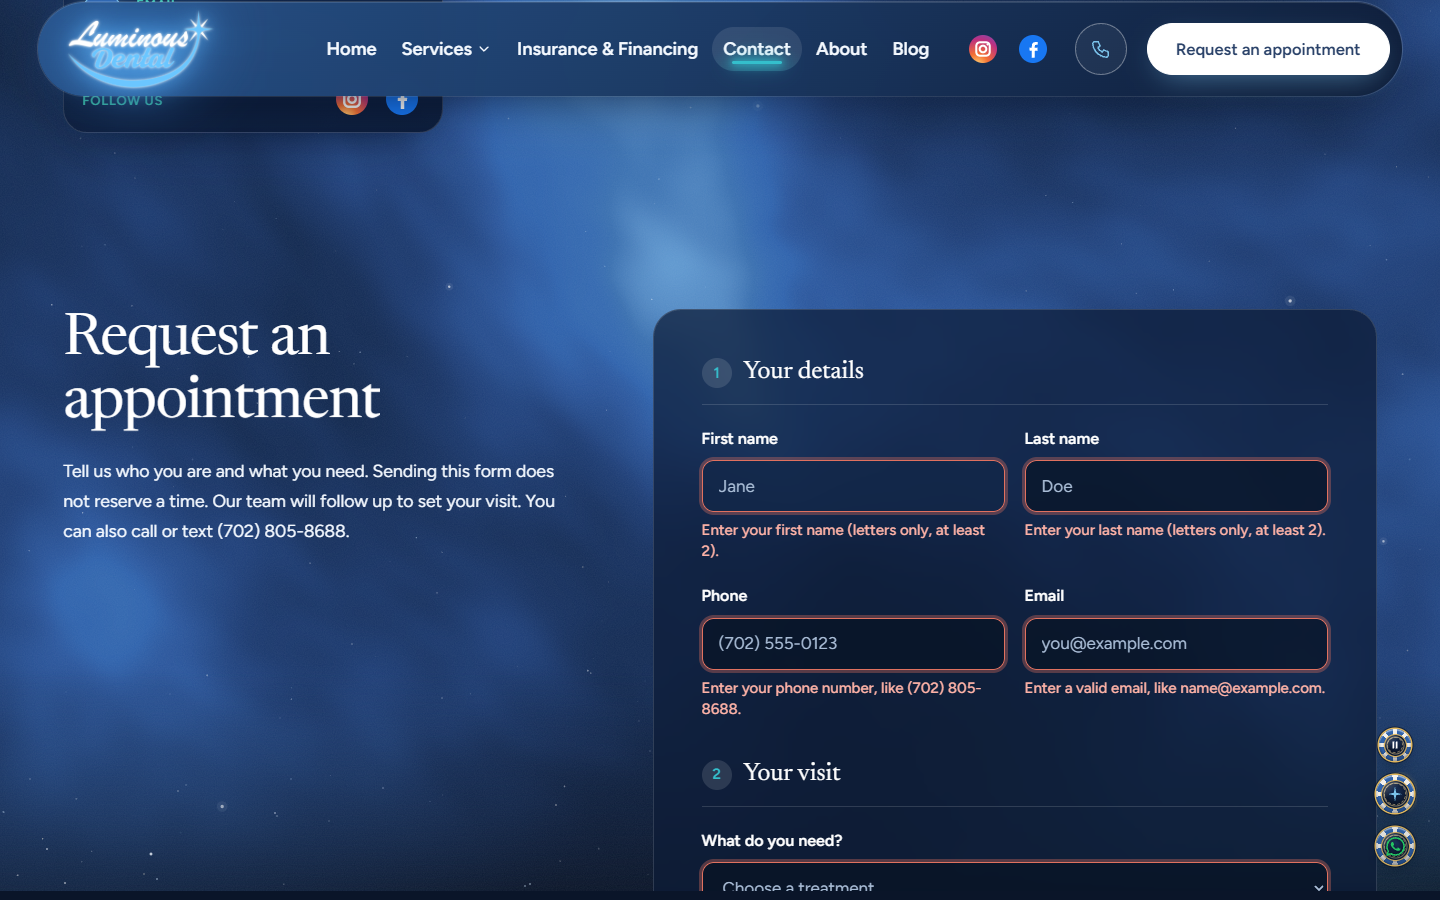 Luminous
Dental
Home
Services
Insurance & Financing
Contact
About
Blog
Request an appointment
FOLLOW US
Request an
appointment
Tell us who you are and what you need. Sending this form does
not reserve a time. Our team will follow up to set your visit. You
can also call or text (702) 805-8688.
1
Your details
First name
Last name
Jane
Doe
Enter your first name (letters only, at least
2).
Enter your last name (letters only, at least 2).
Phone
Email
(702) 555-0123
you@example.com
Enter your phone number, like (702) 805-
8688.
Enter a valid email, like name@example.com.
2
Your visit
What do you need?
Choose a treatment